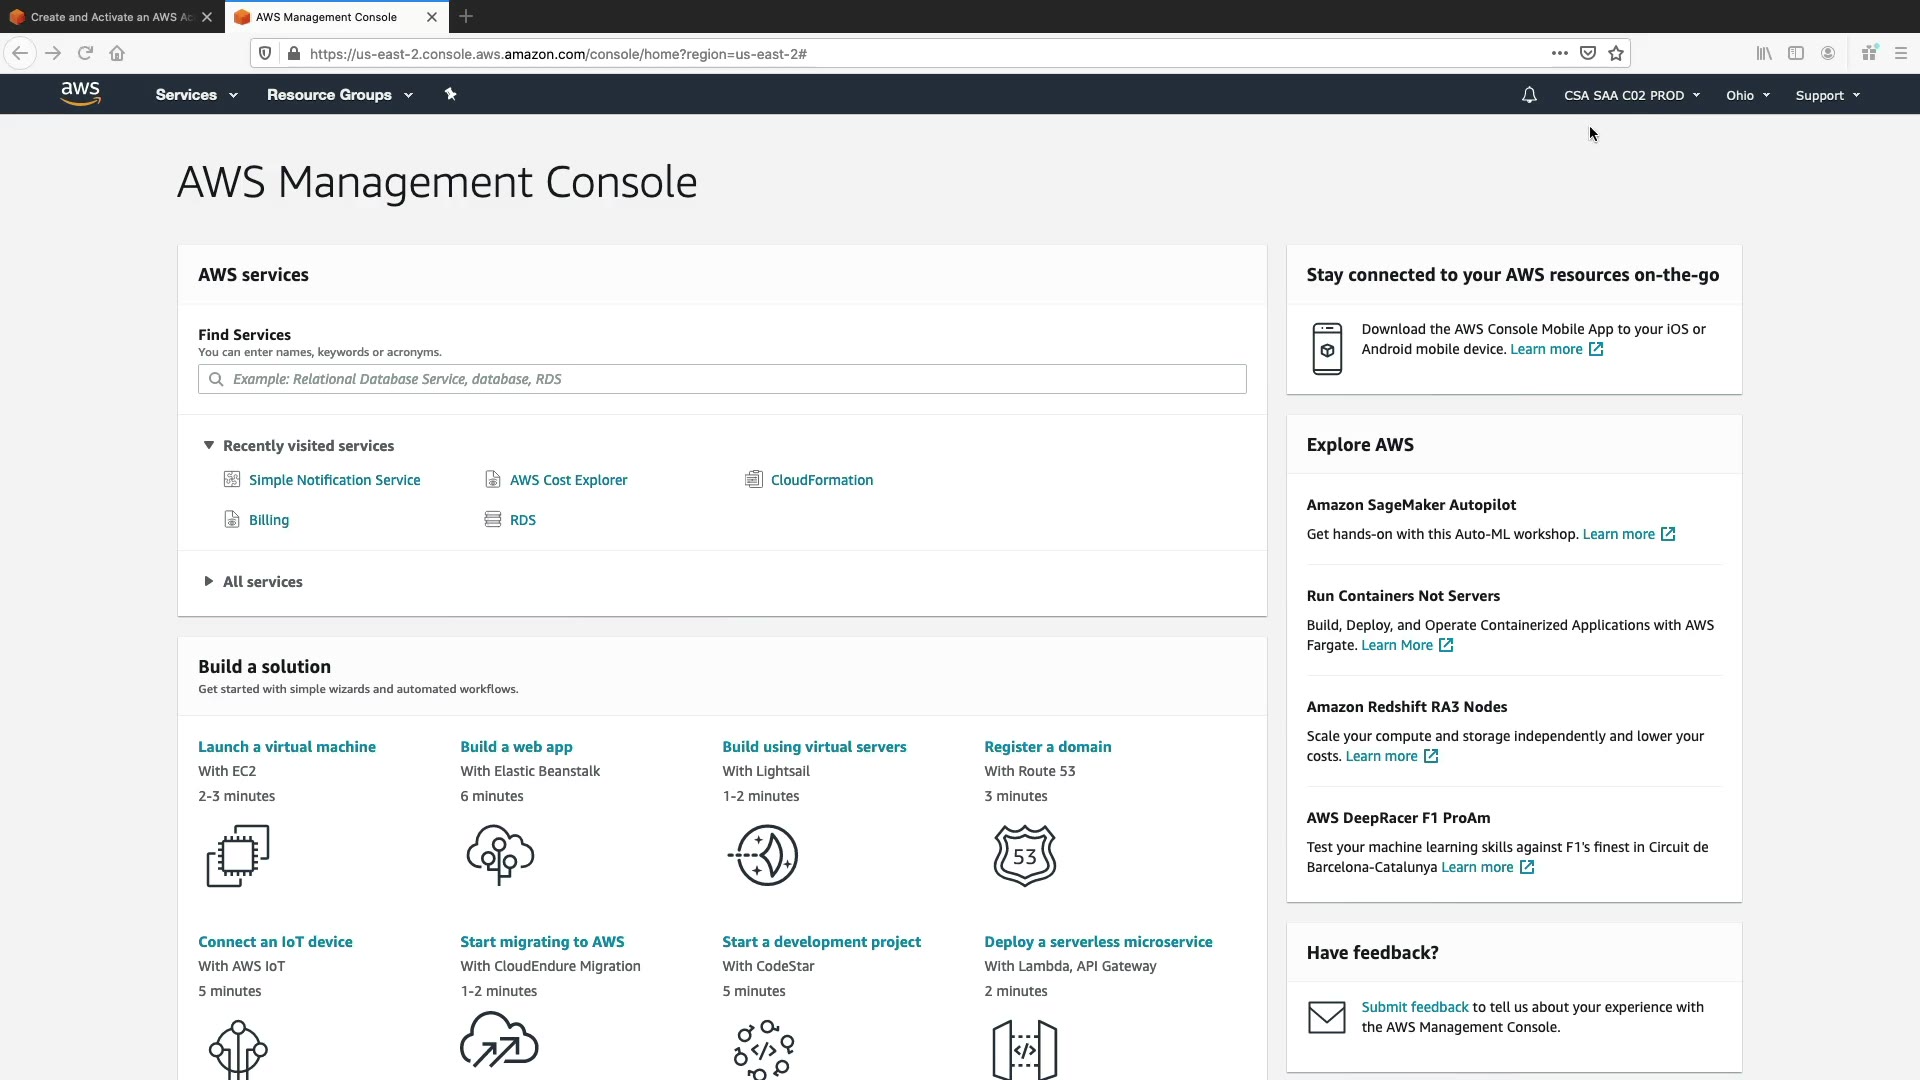 Create and Activate an AWS Ac
AWS Management Console
https://us-east-2.console.aws.amazon.com/console/home?region=us-east-2#
aws
Services
Resource Groups
CSA SAA C02 PROD
Ohio
Support
AWS Management Console
AWS services
Find Services
You can enter names, keywords or acronyms.
Example: Relational Database Service, database, RDS
Recently visited services
Simple Notification Service
AWS Cost Explorer
CloudFormation
Billing
RDS
All services
Build a solution
Get started with simple wizards and automated workflows.
Launch a virtual machine
With EC2
2-3 minutes
Build a web app
With Elastic Beanstalk
6 minutes
Build using virtual servers
With Lightsail
1-2 minutes
Register a domain
With Route 53
3 minutes
53
Connect an IoT device
With AWS IoT
5 minutes
Start migrating to AWS
With CloudEndure Migration
1-2 minutes
Start a development project
With CodeStar
5 minutes
Deploy a serverless microservice
With Lambda, API Gateway
2 minutes
Stay connected to your AWS resources on-the-go
Download the AWS Console Mobile App to your iOS or
Android mobile device. Learn more
Explore AWS
Amazon SageMaker Autopilot
Get hands-on with this Auto-ML workshop. Learn more
Run Containers Not Servers
Build, Deploy, and Operate Containerized Applications with AWS
Fargate. Learn More
Amazon Redshift RA3 Nodes
Scale your compute and storage independently and lower your
costs. Learn more
AWS DeepRacer F1 ProAm
Test your machine learning skills against F1's finest in Circuit de
Barcelona-Catalunya Learn more
Have feedback?
Submit feedback to tell us about your experience with
the AWS Management Console.